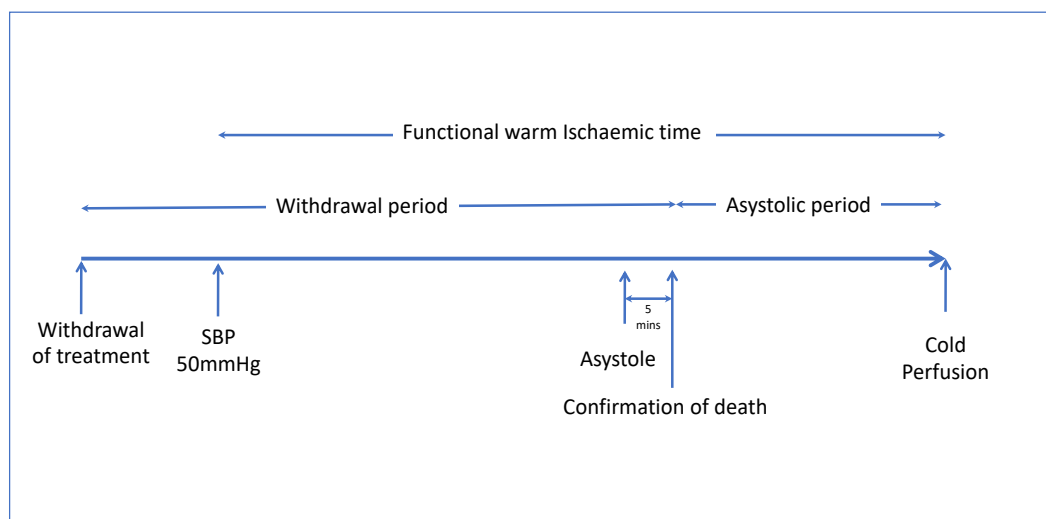 Functional warm Ischaemic time
Withdrawal period
Asystolic period
Withdrawal
of treatment
SBP
50mmHg
5
mins
Asystole
Confirmation of death
Cold
Perfusion